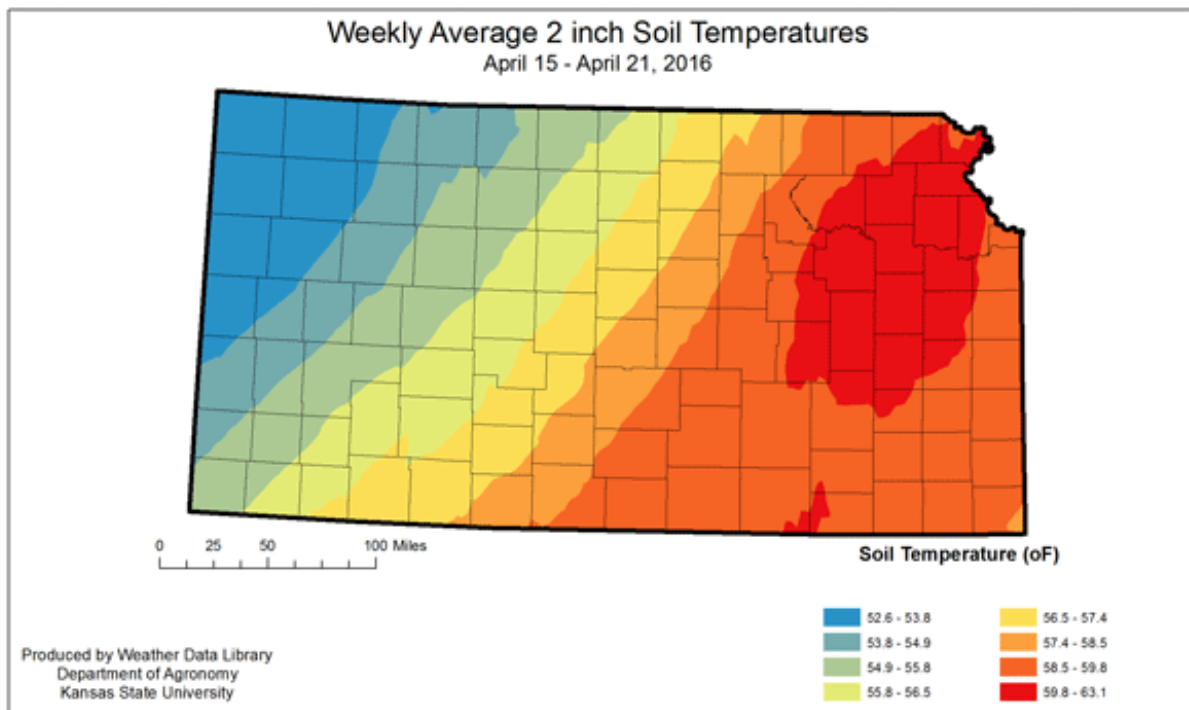 Weekly Average 2 inch Soil Temperatures
April 15 - April 21, 2016
0 25 50 100 Miles
Soil Temperature (oF)
52.6 - 53.8
53.8 - 54.9
54.9 - 55.8
55.8 - 56.5
56.5 - 57.4
57.4 - 58.5
58.5 - 59.8
59.8 - 63.1
Produced by Weather Data Library
Department of Agronomy
Kansas State University